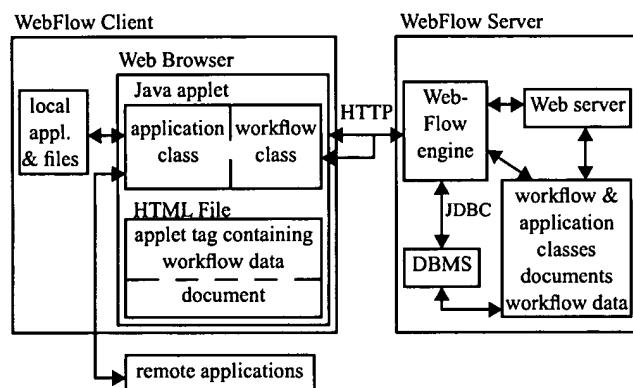 WebFlow Client
WebFlow Server
Web Browser
Java applet
local
appl.
& files
application
class
workflow
class
HTTP
Web-
Flow
engine
Web server
HTML File
applet tag containing
workflow data
document
JDBC
DBMS
workflow &
application
classes
documents
workflow data
remote applications